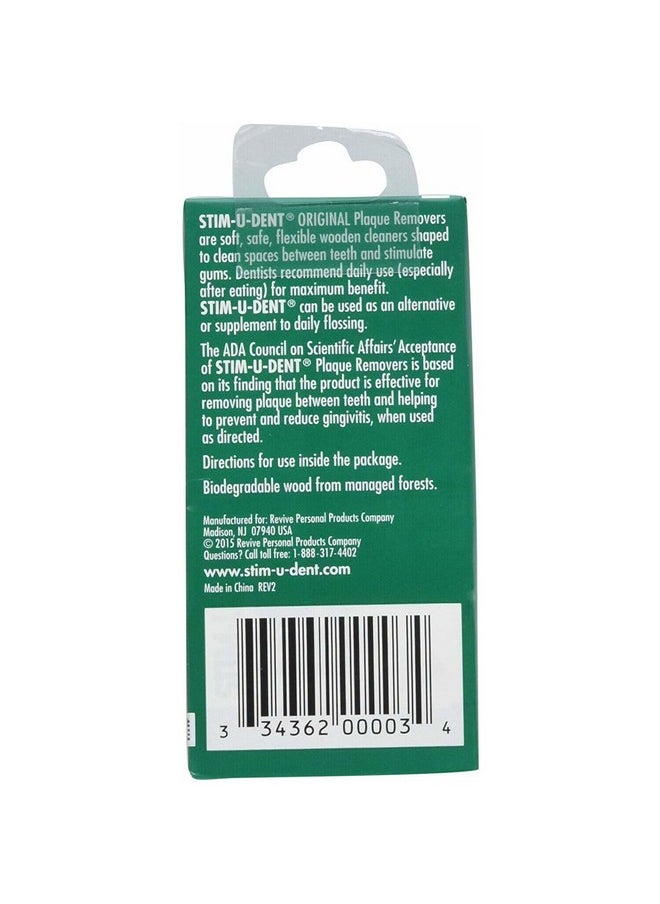 STIM-U-DENT® ORIGINAL Plaque Removers
are soft, safe, flexible wooden cleaners shaped
to clean spaces between teeth and stimulate
gums. Dentists recommend daily use (especially
after eating) for maximum benefit.
STIM-U-DENT® can be used as an alternative
or supplement to daily flossing.
The ADA Council on Scientific Affairs' Acceptance
of STIM-U-DENT® Plaque Removers is based
on its finding that the product is effective for
removing plaque between teeth and helping
to prevent and reduce gingivitis, when used
as directed.
Directions for use inside the package.
Biodegradable wood from managed forests.
Manufactured for: Revive Personal Products Company
Madison, NJ 07940 USA
© 2015 Revive Personal Products Company
Questions? Call toll free: 1-888-317-4402
www.stim-u-dent.com
Made in China REV2
3 34362 00003 4